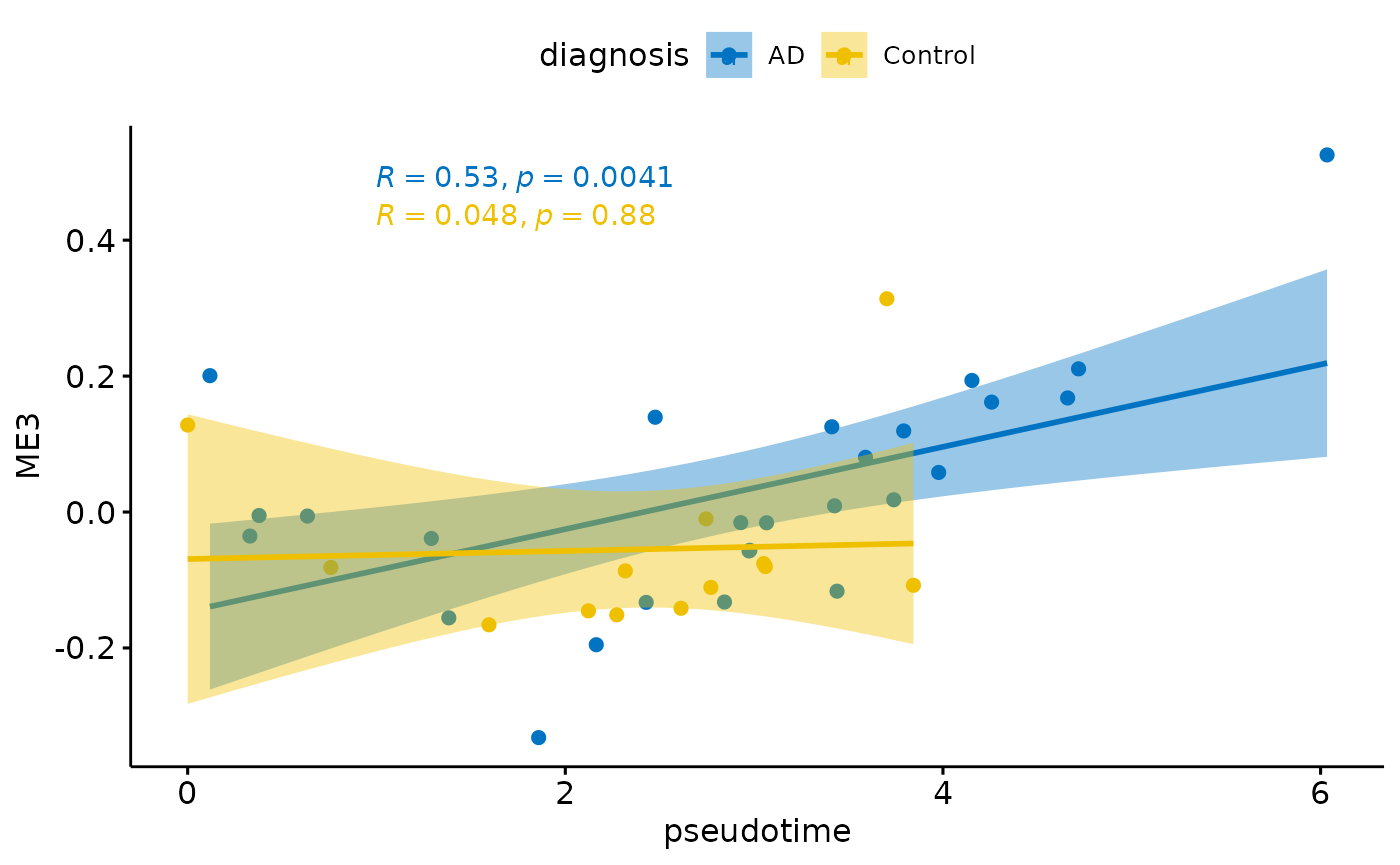 diagnosis AD Control
R = 0.53, p = 0.0041
R = 0.048, p = 0.88
0.4
0.2
0.0
-0.2
ME3
0 2 4 6
pseudotime